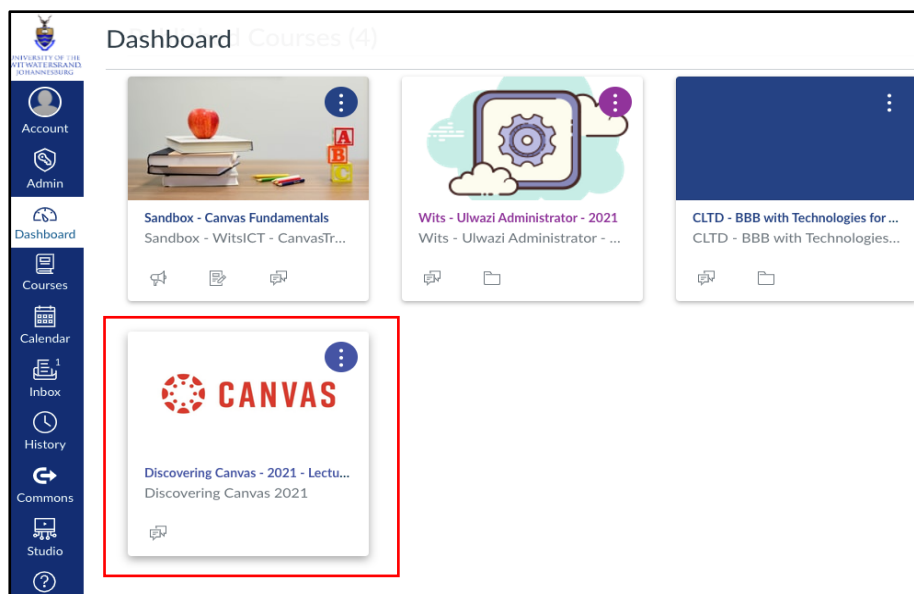 UNIVERSITY OF THE
WITWATERSRAND,
JOHANNESBURG
Dashboard
Courses (4)
Account
Admin
Dashboard
Courses
Calendar
1
Inbox
History
Commons
Studio
A
B
Sandbox - Canvas Fundamentals
Sandbox - WitsICT - CanvasTr...
Wits - Ulwazi Administrator - 2021
Wits - Ulwazi Administrator - ...
CLTD - BBB with Technologies for ...
CLTD - BBB with Technologies...
CANVAS
Discovering Canvas - 2021 - Lectu...
Discovering Canvas 2021